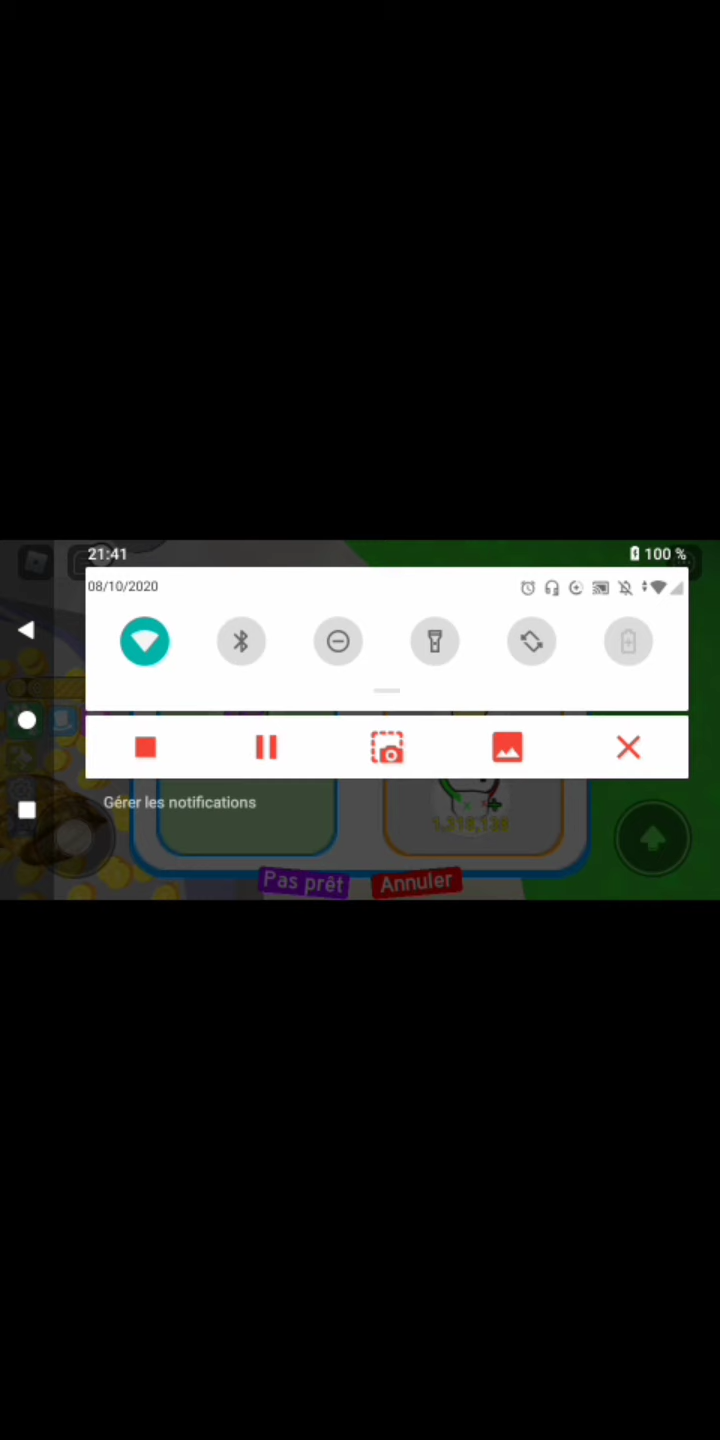 21:41
100 %
08/10/2020
Gérer les notifications
Pas prêt
Annuler